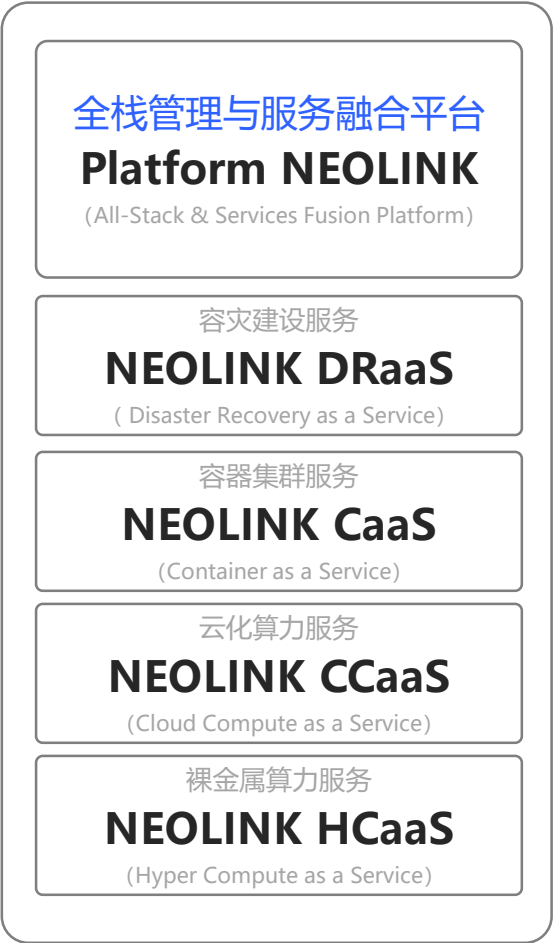 全栈管理与服务融合平台
Platform NEOLINK
（All-Stack & Services Fusion Platform）
容灾建设服务
NEOLINK DRaaS
（ Disaster Recovery as a Service）
容器集群服务
NEOLINK CaaS
（Container as a Service）
云化算力服务
NEOLINK CCaaS
（Cloud Compute as a Service）
裸金属算力服务
NEOLINK HCaaS
（Hyper Compute as a Service）